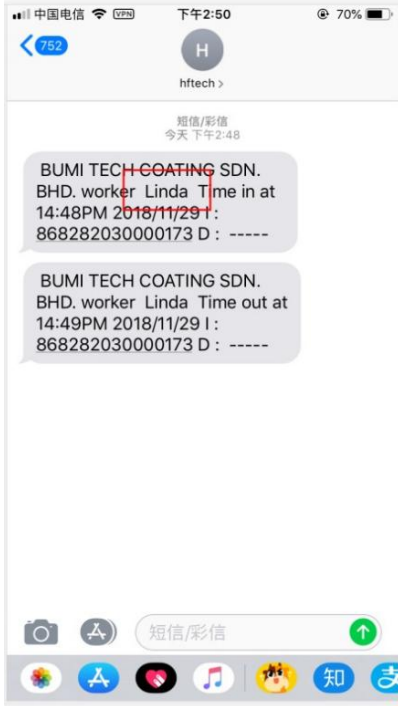 中国电信 VPN 下午2:50 70%
752
H
hftech >
短信/彩信
今天 下午2:48
BUMI TECH COATING SDN.
BHD. worker Linda Time in at
14:48PM 2018/11/29 I :
868282030000173 D : -----
BUMI TECH COATING SDN.
BHD. worker Linda Time out at
14:49PM 2018/11/29 I :
868282030000173 D : -----
短信/彩信
知
支